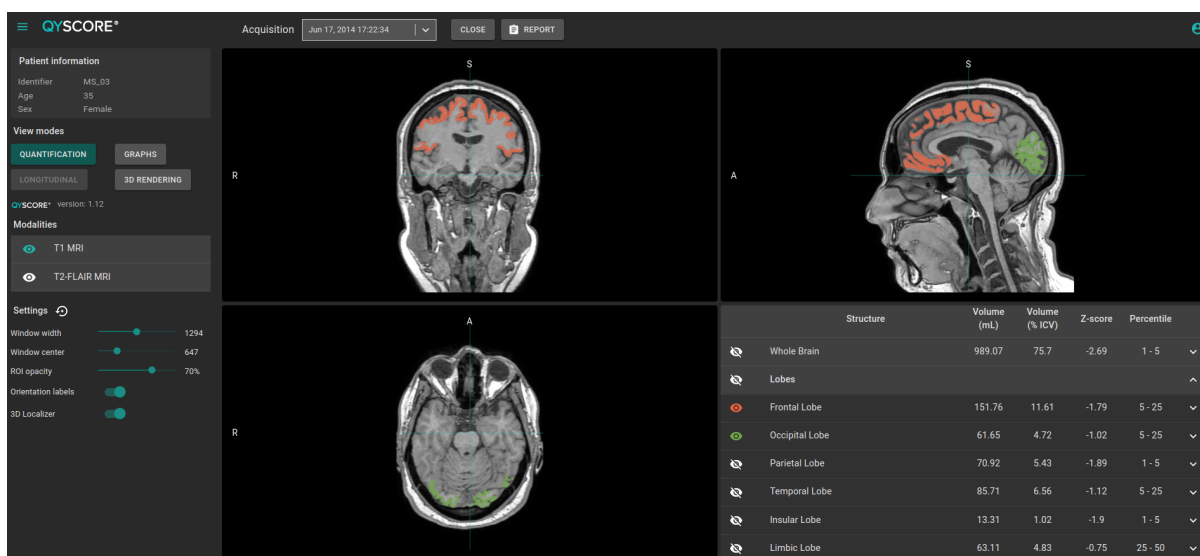 QYSCORE®
Acquisition Jun 17, 2014 17:22:34 CLOSE REPORT
Patient information
Identifier MS_03
Age 35
Sex Female
View modes
QUANTIFICATION GRAPHS
LONGITUDINAL 3D RENDERING
QYSCORE® version: 1.12
Modalities
T1 MRI
T2-FLAIR MRI
Settings
Window width 1294
Window center 647
ROI opacity 70%
Orientation labels
3D Localizer
S
R
S
A
A
R
Structure Volume (mL) Volume (% ICV) Z-score Percentile
Whole Brain 989.07 75.7 -2.69 1 - 5
Lobes
Frontal Lobe 151.76 11.61 -1.79 5 - 25
Occipital Lobe 61.65 4.72 -1.02 5 - 25
Parietal Lobe 70.92 5.43 -1.89 1 - 5
Temporal Lobe 85.71 6.56 -1.12 5 - 25
Insular Lobe 13.31 1.02 -1.9 1 - 5
Limbic Lobe 63.11 4.83 -0.75 25 - 50